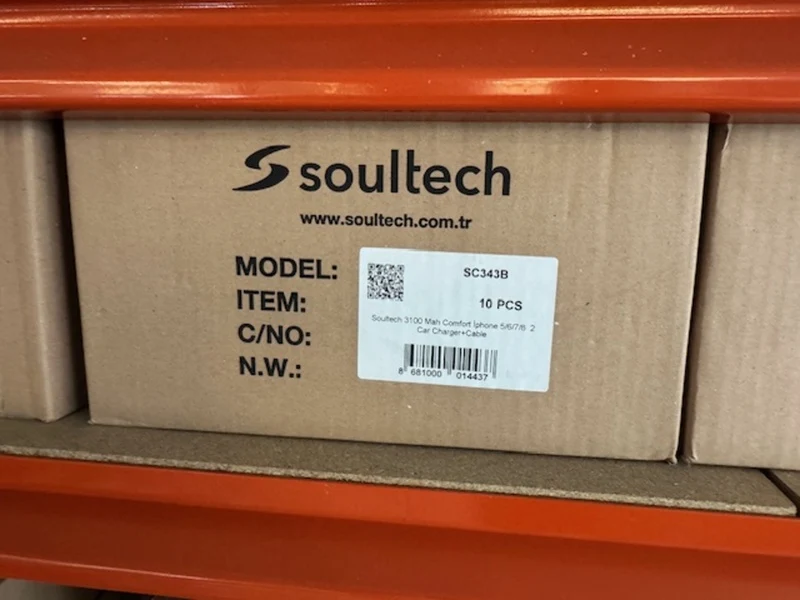 soultech
www.soultech.com.tr
MODEL:
ITEM:
C/NO:
N.W.:
SC343B
10 PCS
Soultech 3100 Mah Comfort İphone 5/6/7/8 2
Car Charger+Cable
8 681000 014437